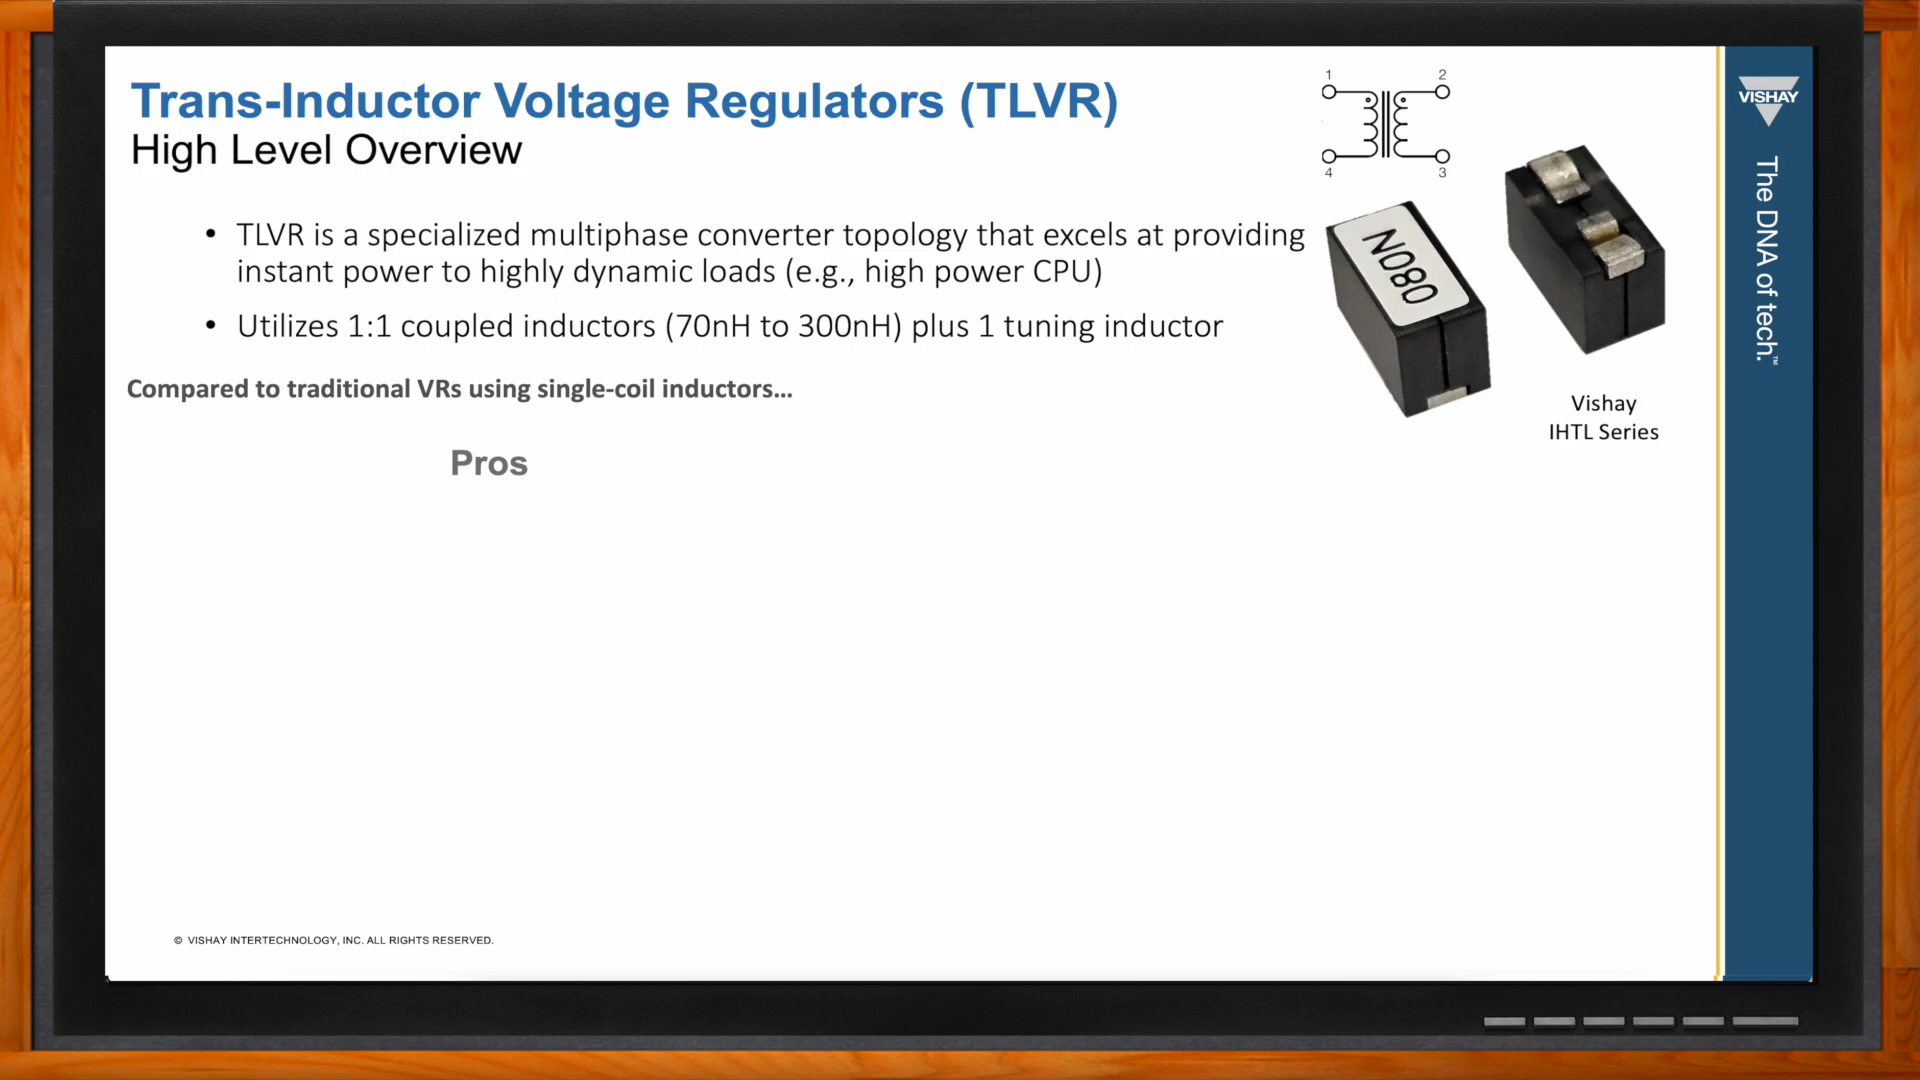 Trans-Inductor Voltage Regulators (TLVR)
High Level Overview
• TLVR is a specialized multiphase converter topology that excels at providing
instant power to highly dynamic loads (e.g., high power CPU)
• Utilizes 1:1 coupled inductors (70nH to 300nH) plus 1 tuning inductor
Compared to traditional VRs using single-coil inductors...
Pros
1 2
4 3
N080
Vishay
IHTL Series
VISHAY
The DNA of tech.™
© VISHAY INTERTECHNOLOGY, INC. ALL RIGHTS RESERVED.